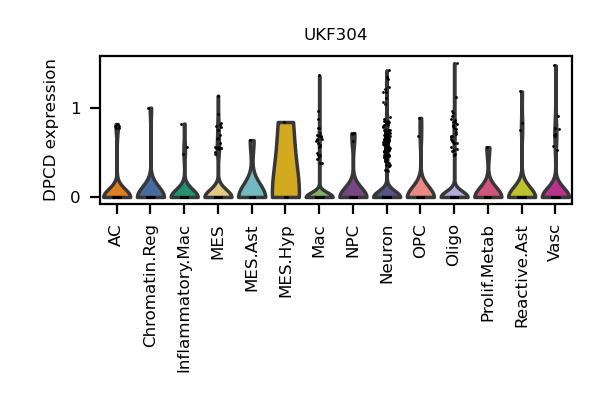 UKF304
DPCD expression
1
0
AC
Chromatin.Reg
Inflammatory.Mac
MES
MES.Ast
MES.Hyp
Mac
NPC
Neuron
OPC
Oligo
Prolif.Metab
Reactive.Ast
Vasc